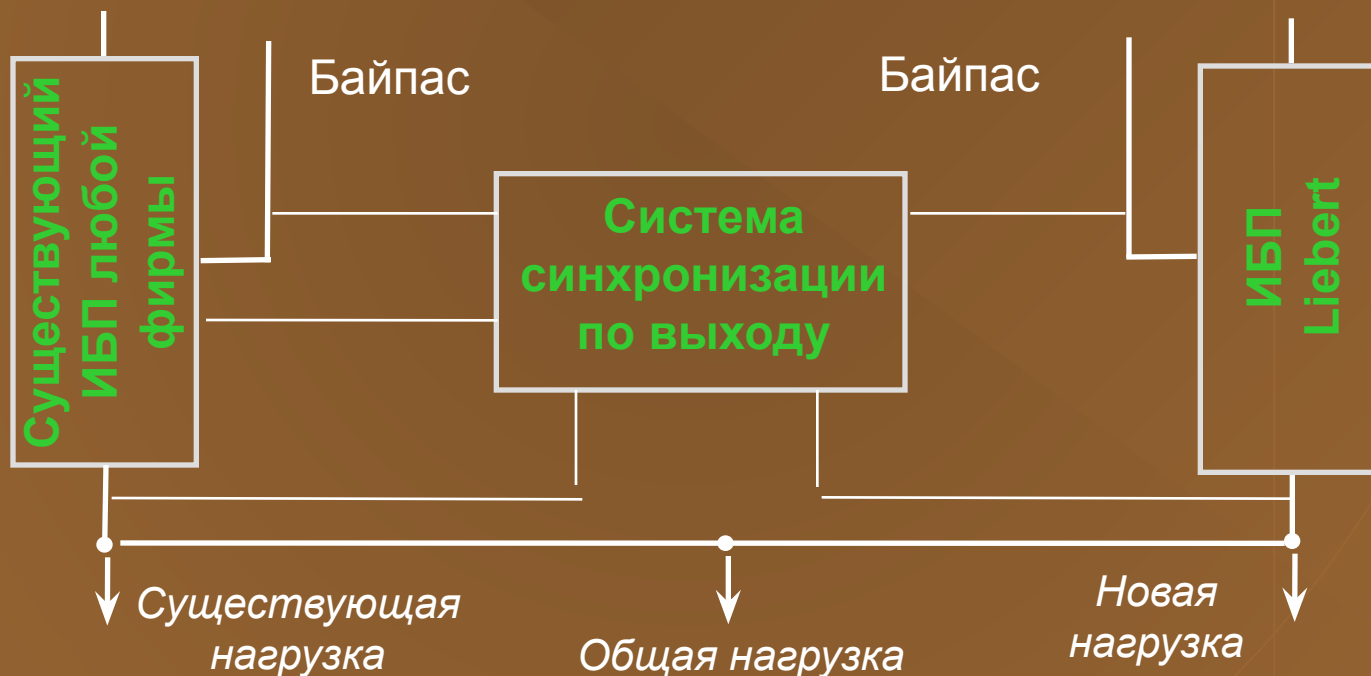 Существующий
ИБП любой
фирмы
Байпас
Система
синхронизации
по выходу
Байпас
ИБП
Liebert
Существующая
нагрузка
Общая нагрузка
Новая
нагрузка